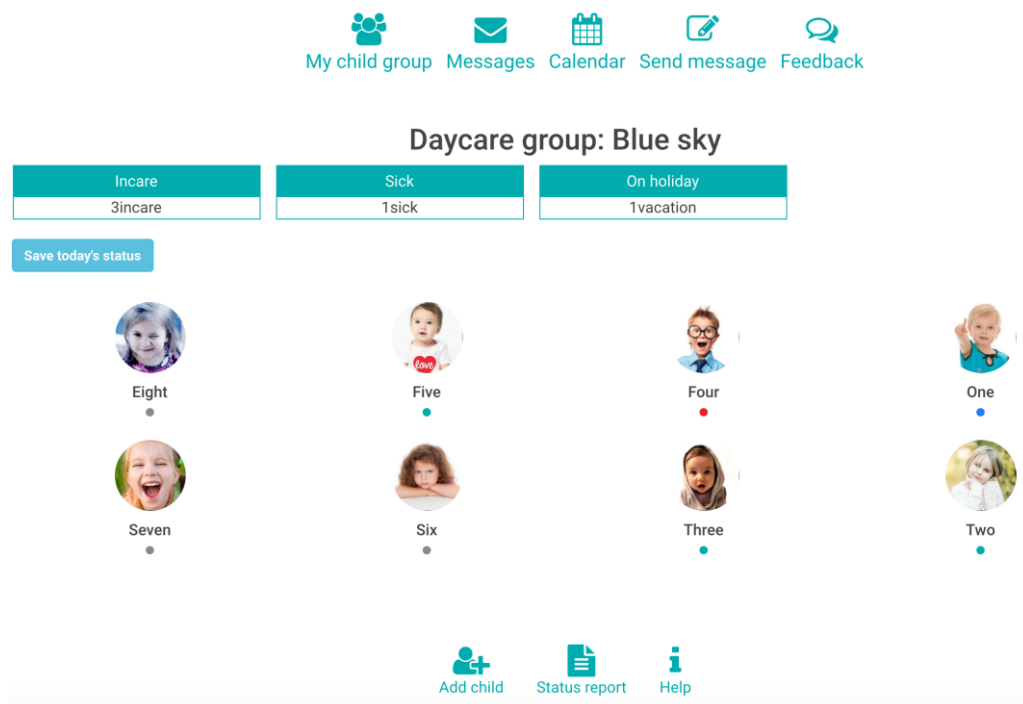 My child group Messages Calendar Send message Feedback
Daycare group: Blue sky
Incare Sick On holiday
3incare 1sick 1vacation
Save today's status
love
Eight Five Four One
Seven Six Three Two
Add child Status report Help